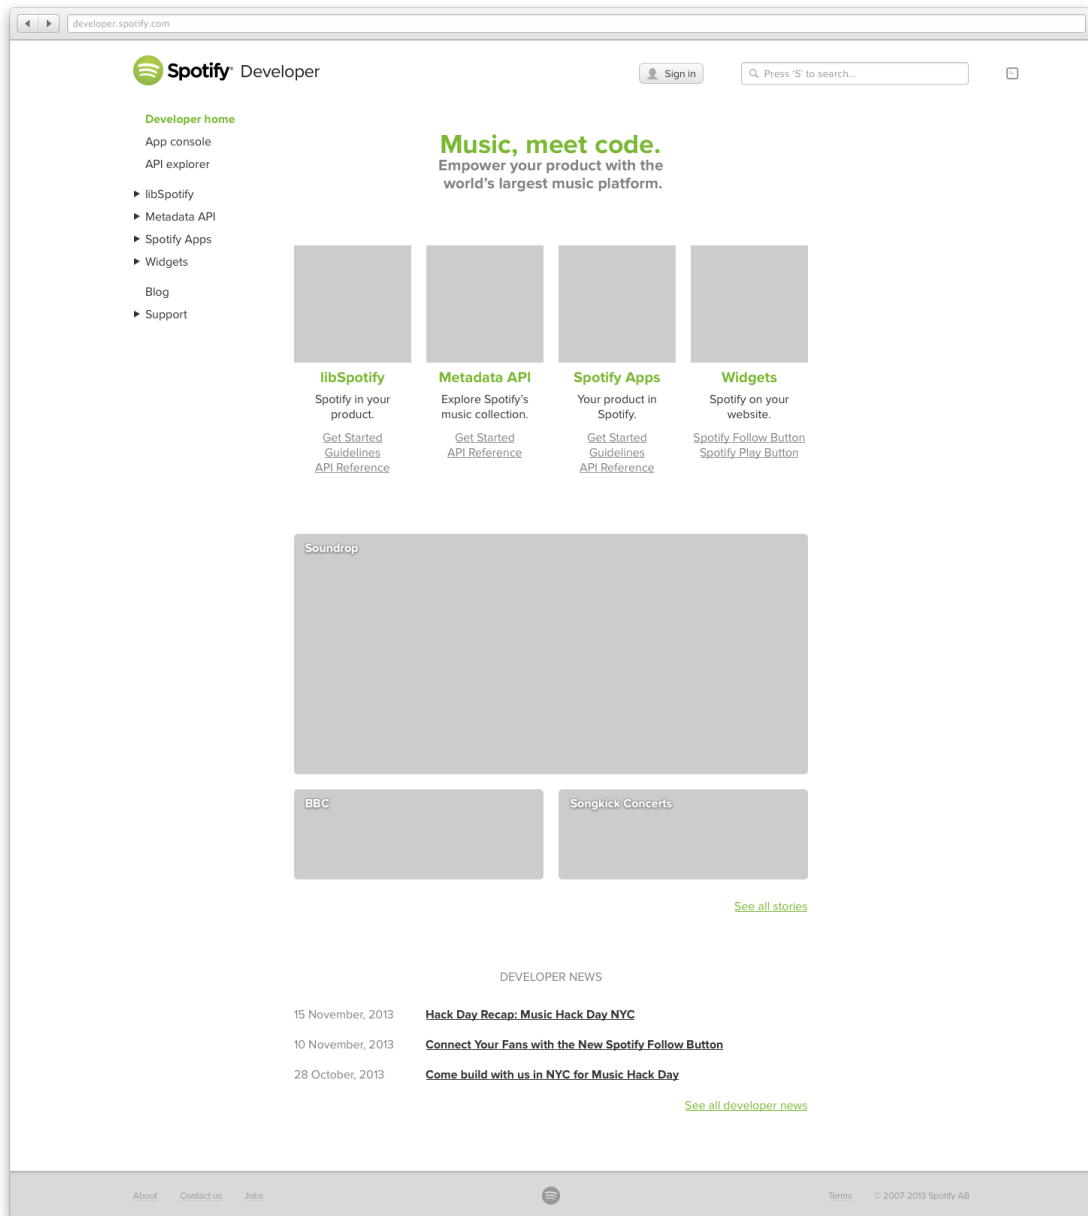 developer.spotify.com
Spotify® Developer
Sign in
Press ‘S’ to search...
Developer home
App console
API explorer
libSpotify
Metadata API
Spotify Apps
Widgets
Blog
Support
Music, meet code.
Empower your product with the
world’s largest music platform.
libSpotify
Spotify in your
product.
Get Started
Guidelines
API Reference
Metadata API
Explore Spotify’s
music collection.
Get Started
API Reference
Spotify Apps
Your product in
Spotify.
Get Started
Guidelines
API Reference
Widgets
Spotify on your
website.
Spotify Follow Button
Spotify Play Button
Soundrop
BBC
Songkick Concerts
See all stories
DEVELOPER NEWS
15 November, 2013 Hack Day Recap: Music Hack Day NYC
10 November, 2013 Connect Your Fans with the New Spotify Follow Button
28 October, 2013 Come build with us in NYC for Music Hack Day
See all developer news
About Contact us Jobs Terms © 2007-2013 Spotify AB